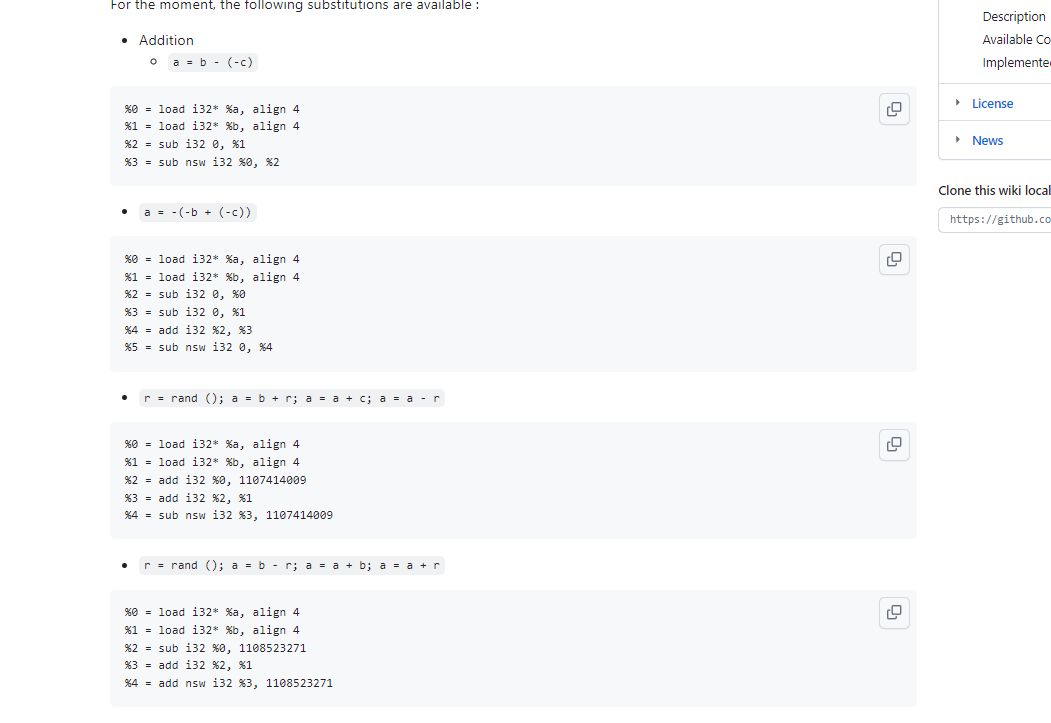 For the moment, the following substitutions are available :
Addition
a = b - (-c)
%0 = load i32* %a, align 4
%1 = load i32* %b, align 4
%2 = sub i32 0, %1
%3 = sub nsw i32 %0, %2
a = -(-b + (-c))
%0 = load i32* %a, align 4
%1 = load i32* %b, align 4
%2 = sub i32 0, %0
%3 = sub i32 0, %1
%4 = add i32 %2, %3
%5 = sub nsw i32 0, %4
r = rand (); a = b + r; a = a + c; a = a - r
%0 = load i32* %a, align 4
%1 = load i32* %b, align 4
%2 = add i32 %0, 1107414009
%3 = add i32 %2, %1
%4 = sub nsw i32 %3, 1107414009
r = rand (); a = b - r; a = a + b; a = a + r
%0 = load i32* %a, align 4
%1 = load i32* %b, align 4
%2 = sub i32 %0, 1108523271
%3 = add i32 %2, %1
%4 = add nsw i32 %3, 1108523271
Description
Available Co
Implemente
License
News
Clone this wiki local
https://github.co